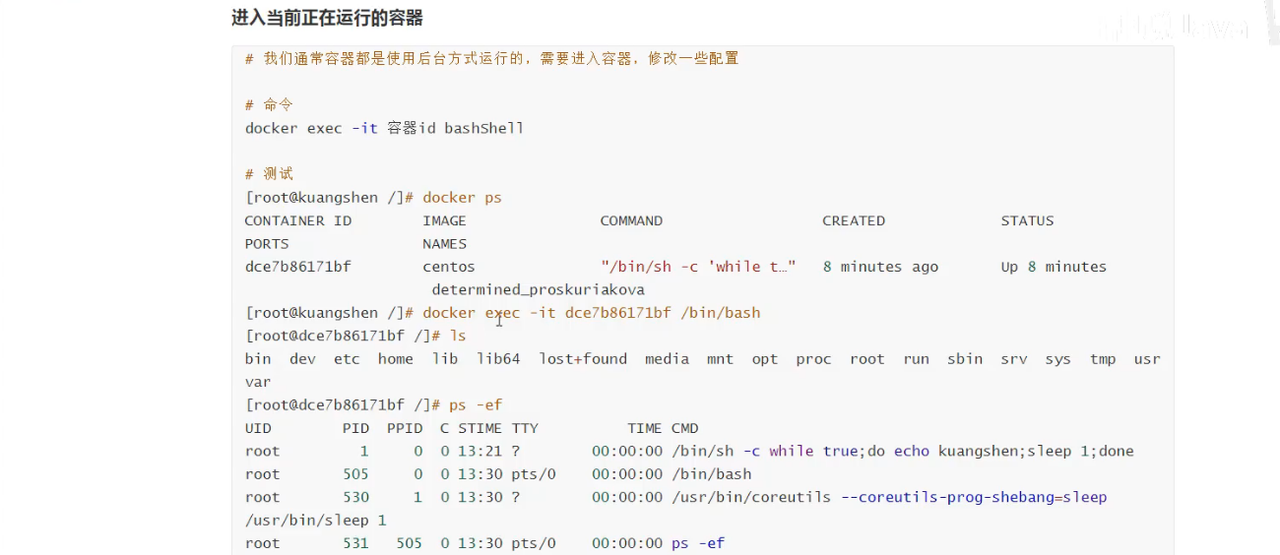 进入当前正在运行的容器
# 我们通常容器都是使用后台方式运行的，需要进入容器，修改一些配置
# 命令
docker exec -it 容器id bashShell
# 测试
[root@kuangshen /]# docker ps
CONTAINER ID IMAGE COMMAND CREATED STATUS
PORTS NAMES
dce7b86171bf centos "/bin/sh -c 'while t…" 8 minutes ago Up 8 minutes
determined_proskuriakova
[root@kuangshen /]# docker exec -it dce7b86171bf /bin/bash
[root@dce7b86171bf /]# ls
bin dev etc home lib lib64 lost+found media mnt opt proc root run sbin srv sys tmp usr
var
[root@dce7b86171bf /]# ps -ef
UID PID PPID C STIME TTY TIME CMD
root 1 0 0 13:21 ? 00:00:00 /bin/sh -c while true;do echo kuangshen;sleep 1;done
root 505 0 0 13:30 pts/0 00:00:00 /bin/bash
root 530 1 0 13:30 ? 00:00:00 /usr/bin/coreutils --coreutils-prog-shebang=sleep
/usr/bin/sleep 1
root 531 505 0 13:30 pts/0 00:00:00 ps -ef